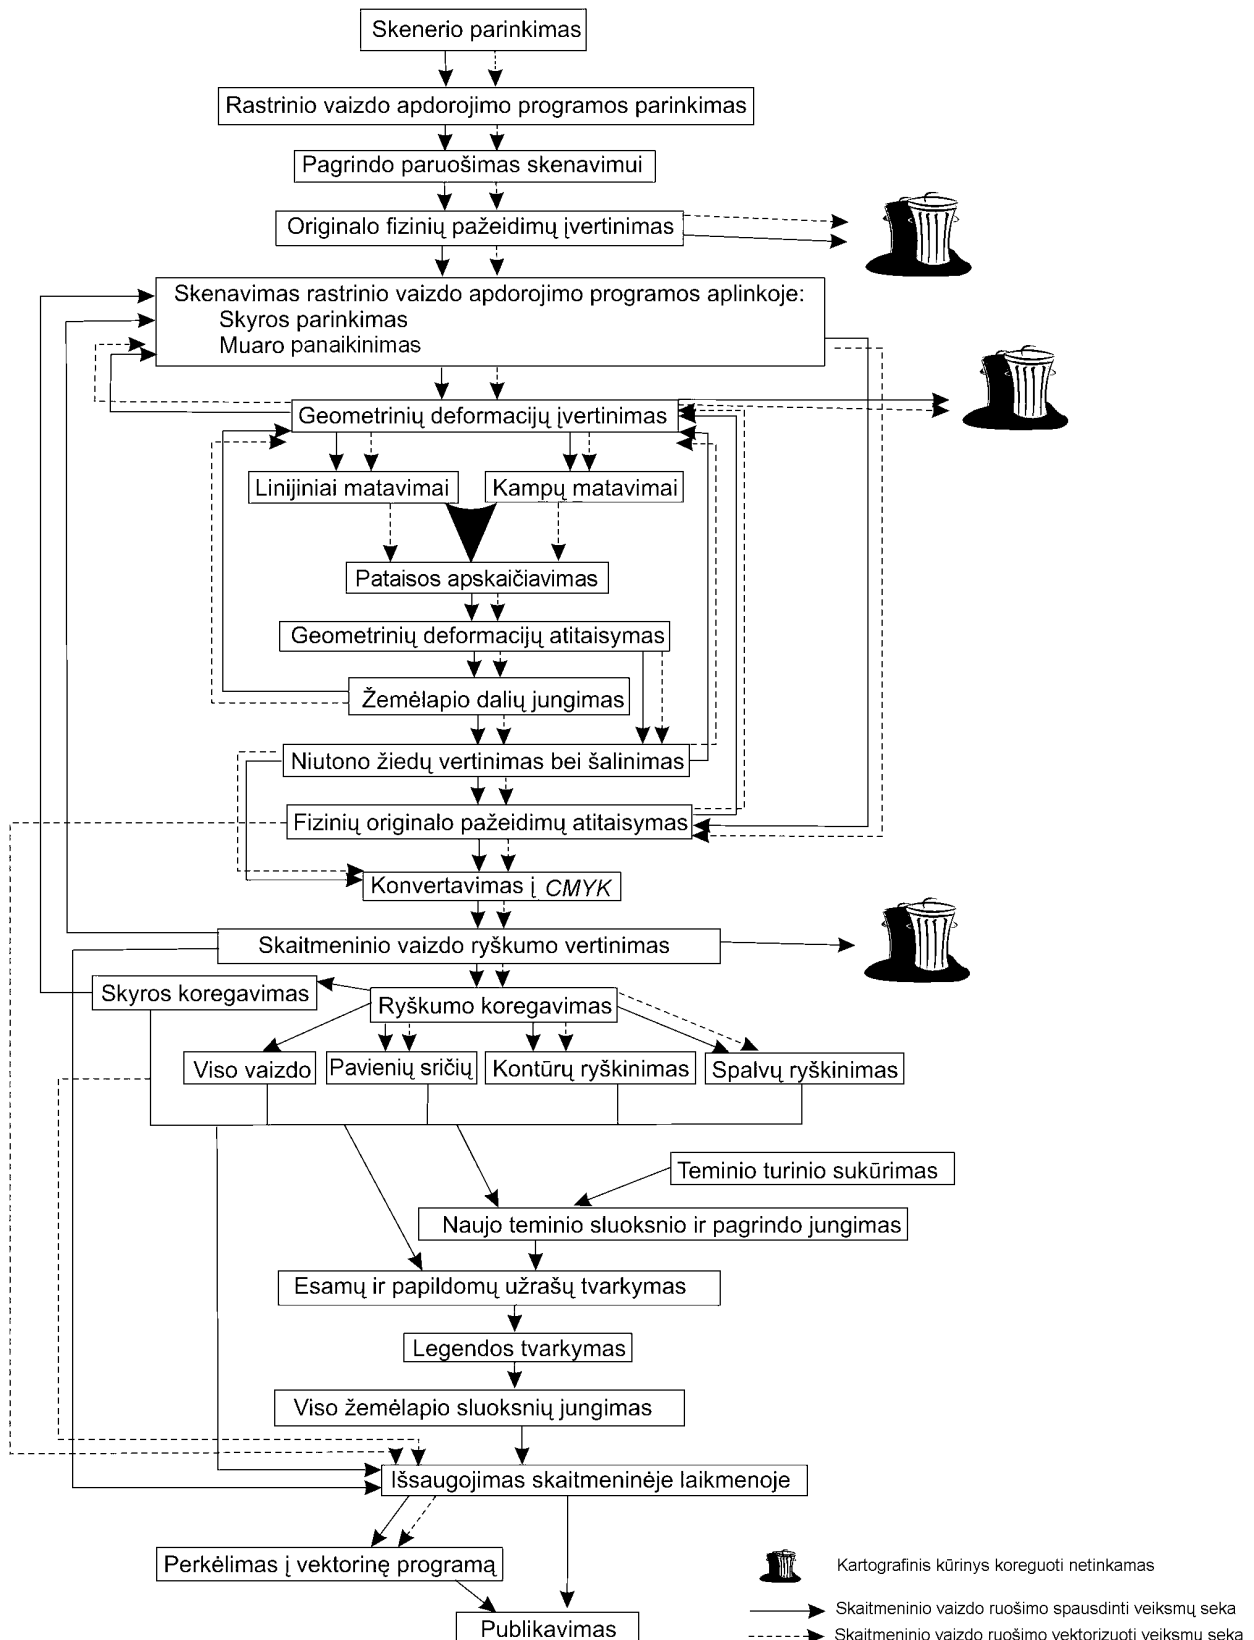 Skenerio parinkimas
Rastrinio vaizdo apdorojimo programos parinkimas
Pagrindo paruošimas skenavimui
Originalo fizinių pažeidimų įvertinimas
Skenavimas rastrinio vaizdo apdorojimo programos aplinkoje:
Skyros parinkimas
Muaro panaikinimas
Geometrinių deformacijų įvertinimas
Linijiniai matavimai
Kampų matavimai
Pataisos apskaičiavimas
Geometrinių deformacijų atitaisymas
Žemėlapio dalių jungimas
Niutono žiedų vertinimas bei šalinimas
Fizinių originalo pažeidimų atitaisymas
Konvertavimas į CMYK
Skaitmeninio vaizdo ryškumo vertinimas
Skyros koregavimas
Ryškumo koregavimas
Viso vaizdo
Pavienių sričių
Kontūrų ryškinimas
Spalvų ryškinimas
Teminio turinio sukūrimas
Naujo teminio sluoksnio ir pagrindo jungimas
Esamų ir papildomų užrašų tvarkymas
Legendos tvarkymas
Viso žemėlapio sluoksnių jungimas
Išsaugojimas skaitmeninėje laikmenoje
Perkėlimas į vektorinę programą
Publikavimas
Kartografinis kūrinys koreguoti netinkamas
Skaitmeninio vaizdo ruošimo spausdinti veiksmų seka
Skaitmeninio vaizdo ruošimo vektorizuoti veiksmų seka